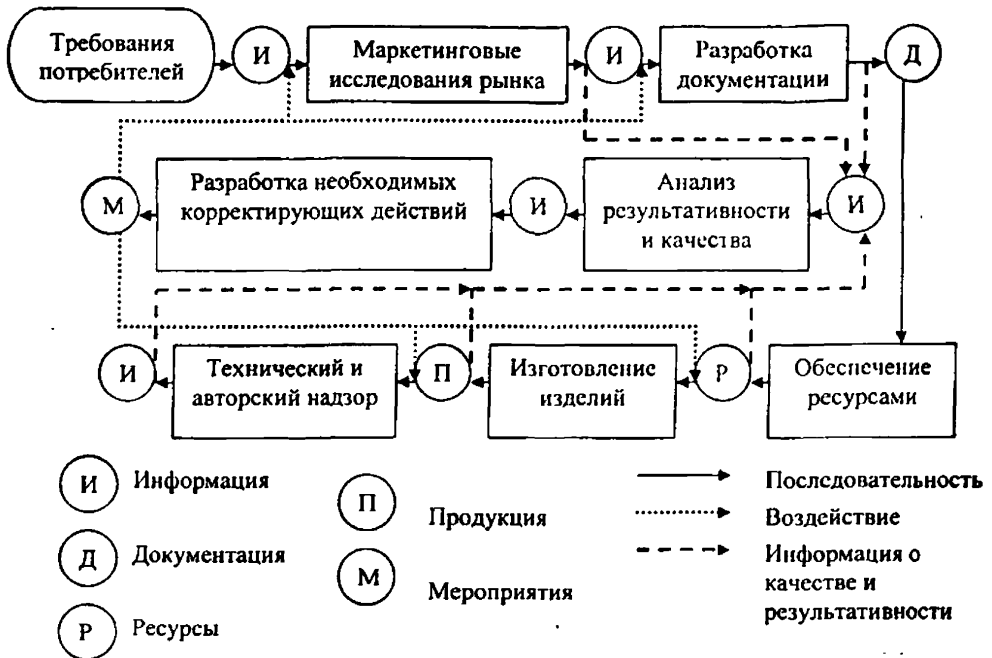 Требования
потребителей
И
Маркетинговые
исследования рынка
И
Разработка
документации
Д
М
Разработка необходимых
корректирующих действий
И
Анализ
результативности
и качества
И
И
Технический и
авторский надзор
П
Изготовление
изделий
Р
Обеспечение
ресурсами
И
Информация
Д
Документация
Р
Ресурсы
П
Продукция
М
Мероприятия
Последовательность
Воздействие
Информация о
качестве и
результативности